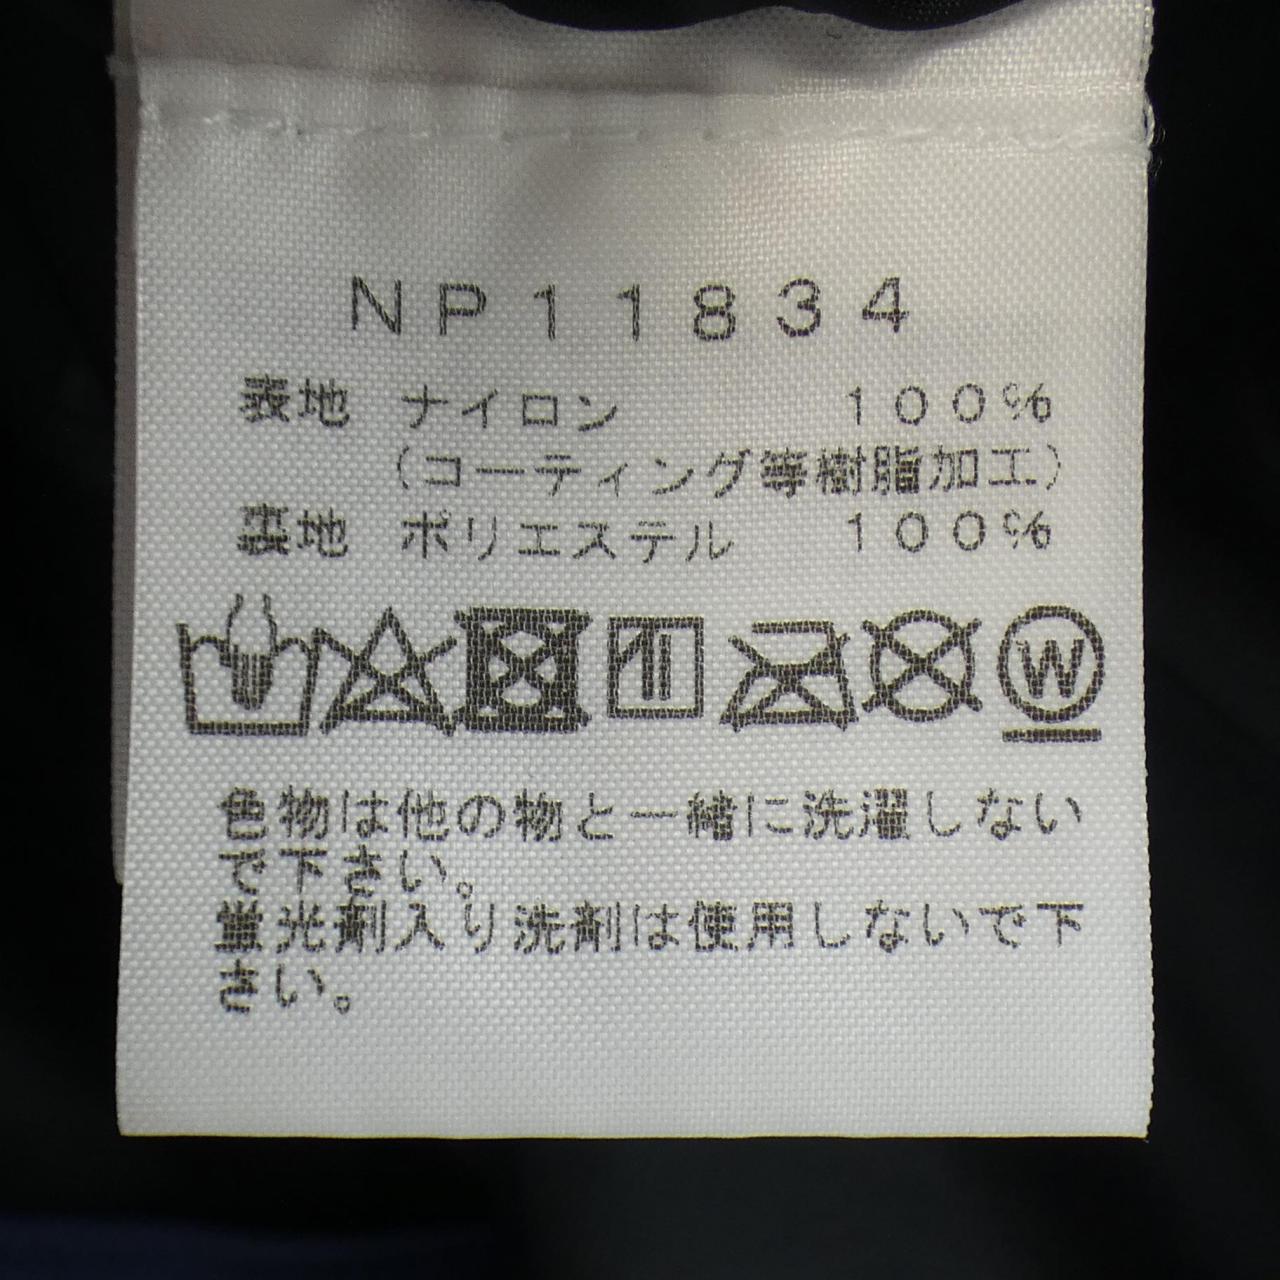 NP11834
表地 ナイロン 100%
(コーティング等樹脂加工)
裏地 ポリエステル 100%
W
色物は他の物と一緒に洗濯しない
で下さい。
蛍光剤入り洗剤は使用しないで下
さい。